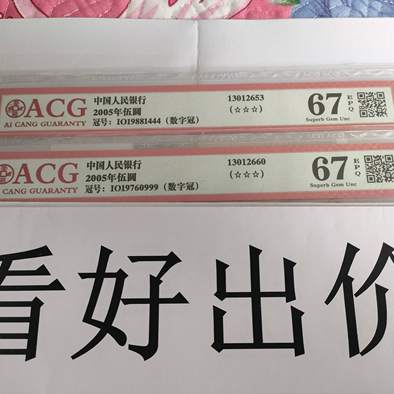 ACG
AI CANG GUARANTY
中国人民银行
2005年伍圆
冠号：IO19881444（数字冠）
13012653
(☆☆☆)
67
EPQ
Superb Gem Unc
ACG
CANG GUARANTY
中国人民银行
2005年伍圆
冠号：IO19760999（数字冠）
13012660
(☆☆☆)
67
EPQ
Superb Gem Unc
看好出价